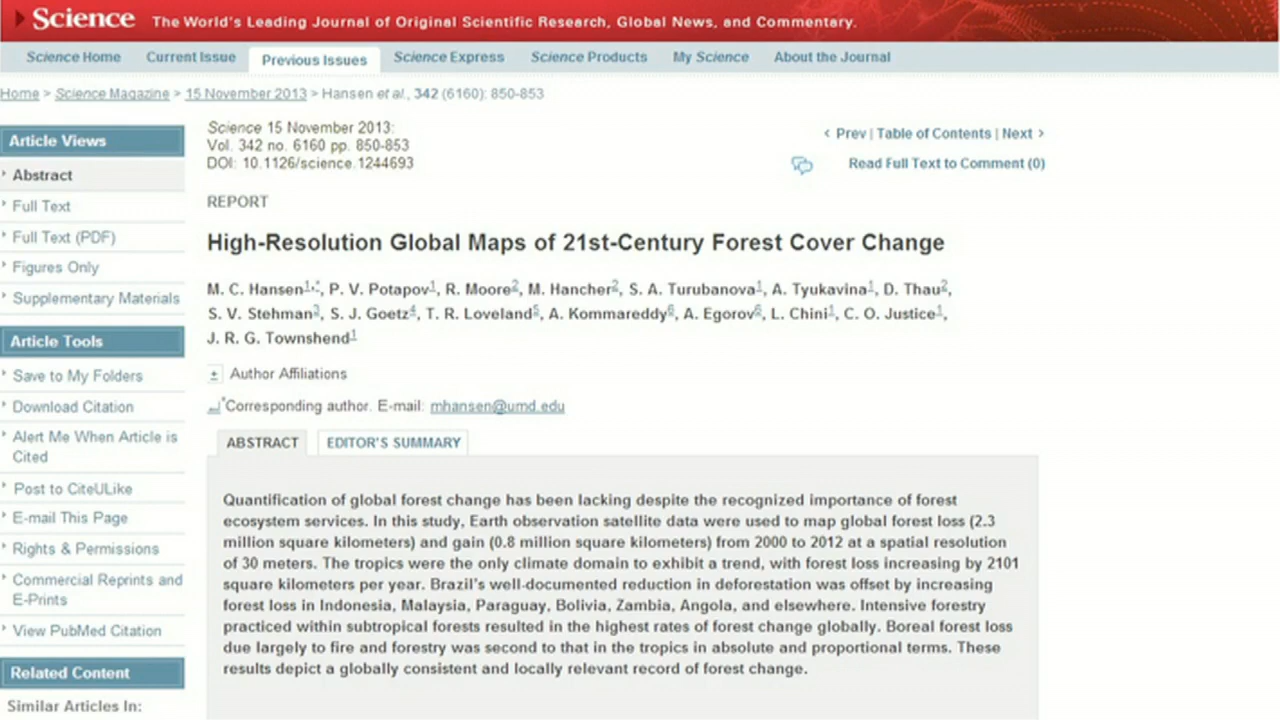 Science The World's Leading Journal of Original Scientific Research, Global News, and Commentary.
Science Home Current Issue Previous Issues Science Express Science Products My Science About the Journal
Home > Science Magazine > 15 November 2013 > Hansen et al., 342 (6160): 850-853
Article Views
Abstract
Full Text
Full Text (PDF)
Figures Only
Supplementary Materials
Article Tools
Save to My Folders
Download Citation
Alert Me When Article is
Cited
Post to CiteULike
E-mail This Page
Rights & Permissions
Commercial Reprints and
E-Prints
View PubMed Citation
Related Content
Similar Articles In:
Science 15 November 2013:
Vol. 342 no. 6160 pp. 850-853
DOI: 10.1126/science.1244693
‹ Prev | Table of Contents | Next ›
Read Full Text to Comment (0)
REPORT
High-Resolution Global Maps of 21st-Century Forest Cover Change
M. C. Hansen1,*, P. V. Potapov1, R. Moore2, M. Hancher2, S. A. Turubanova1, A. Tyukavina1, D. Thau2,
S. V. Stehman3, S. J. Goetz4, T. R. Loveland5, A. Kommareddy6, A. Egorov6, L. Chini1, C. O. Justice1,
J. R. G. Townshend1
± Author Affiliations
*Corresponding author. E-mail: mhansen@umd.edu
ABSTRACT EDITOR'S SUMMARY
Quantification of global forest change has been lacking despite the recognized importance of forest
ecosystem services. In this study, Earth observation satellite data were used to map global forest loss (2.3
million square kilometers) and gain (0.8 million square kilometers) from 2000 to 2012 at a spatial resolution
of 30 meters. The tropics were the only climate domain to exhibit a trend, with forest loss increasing by 2101
square kilometers per year. Brazil's well-documented reduction in deforestation was offset by increasing
forest loss in Indonesia, Malaysia, Paraguay, Bolivia, Zambia, Angola, and elsewhere. Intensive forestry
practiced within subtropical forests resulted in the highest rates of forest change globally. Boreal forest loss
due largely to fire and forestry was second to that in the tropics in absolute and proportional terms. These
results depict a globally consistent and locally relevant record of forest change.